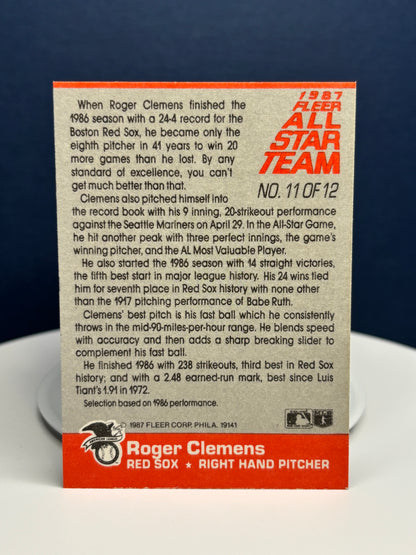 1987
FLEER
ALL
STAR
TEAM
NO. 11 OF 12
When Roger Clemens finished the
1986 season with a 24-4 record for the
Boston Red Sox, he became only the
eighth pitcher in 41 years to win 20
more games than he lost. By any
standard of excellence, you can't
get much better than that.
Clemens also pitched himself into
the record book with his 9 inning, 20-strikeout performance
against the Seattle Mariners on April 29. In the All-Star Game,
he hit another peak with three perfect innings, the game's
winning pitcher, and the AL Most Valuable Player.
He also started the 1986 season with 14 straight victories,
the fifth best start in major league history. His 24 wins tied
him for seventh place in Red Sox history with none other
than the 1917 pitching performance of Babe Ruth.
Clemens' best pitch is his fast ball which he consistently
throws in the mid-90-miles-per-hour range. He blends speed
with accuracy and then adds a sharp breaking slider to
complement his fast ball.
He finished 1986 with 238 strikeouts, third best in Red Sox
history; and with a 2.48 earned-run mark, best since Luis
Tiant's 1.91 in 1972.
Selection based on 1986 performance.
© 1987 FLEER CORP. PHILA. 19141
AMERICAN LEAGUE
Roger Clemens
RED SOX ★ RIGHT HAND PITCHER